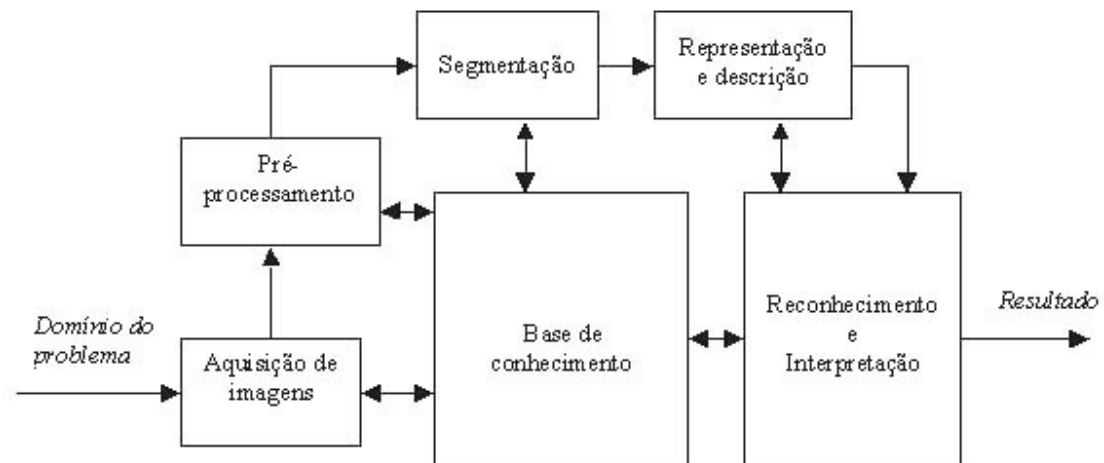 Segmentação
Representação
e descrição
Pré-
processamento
Domínio do
problema
Aquisição de
imagens
Base de
conhecimento
Reconhecimento
e
Interpretação
Resultado